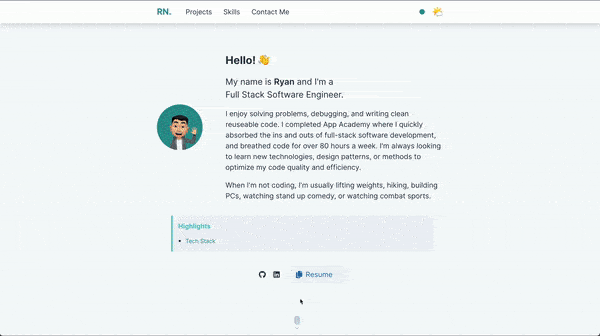 RN. Projects Skills Contact Me
Hello! 👋
My name is Ryan and I'm a
Full Stack Software Engineer.
I enjoy solving problems, debugging, and writing clean
reuseable code. I completed App Academy where I quickly
absorbed the ins and outs of full-stack software development,
and breathed code for over 80 hours a week. I'm always looking
to learn new technologies, design patterns, or methods to
optimize my code quality and efficiency.
When I'm not coding, I'm usually lifting weights, hiking, building
PCs, watching stand up comedy, or watching combat sports.
Highlights
Tech Stack
Resume